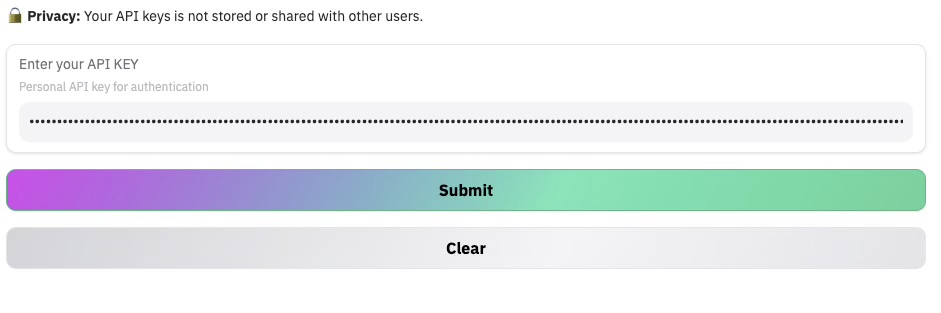 🔒 Privacy: Your API keys is not stored or shared with other users.
Enter your API KEY
Personal API key for authentication
Submit
Clear